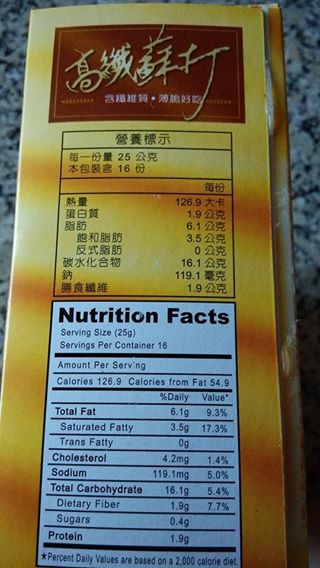 高纖蘇打
含纖維質•薄脆好吃
營養標示
每一份量 25 公克
本包裝含 16 份
每份
熱量 126.9 大卡
蛋白質 1.9 公克
脂肪 6.1 公克
飽和脂肪 3.5 公克
反式脂肪 0 公克
碳水化合物 16.1 公克
鈉 119.1 毫克
膳食纖維 1.9 公克
Nutrition Facts
Serving Size (25g)
Servings Per Container 16
Amount Per Serving
Calories 126.9 Calories from Fat 54.9
%Daily Value*
Total Fat 6.1g 9.3%
Saturated Fatty 3.5g 17.3%
Trans Fatty 0g
Cholesterol 4.2mg 1.4%
Sodium 119.1mg 5.0%
Total Carbohydrate 16.1g 5.4%
Dietary Fiber 1.9g 7.7%
Sugars 0.4g
Protein 1.9g
*Percent Daily Values are based on a 2,000 calorie diet.